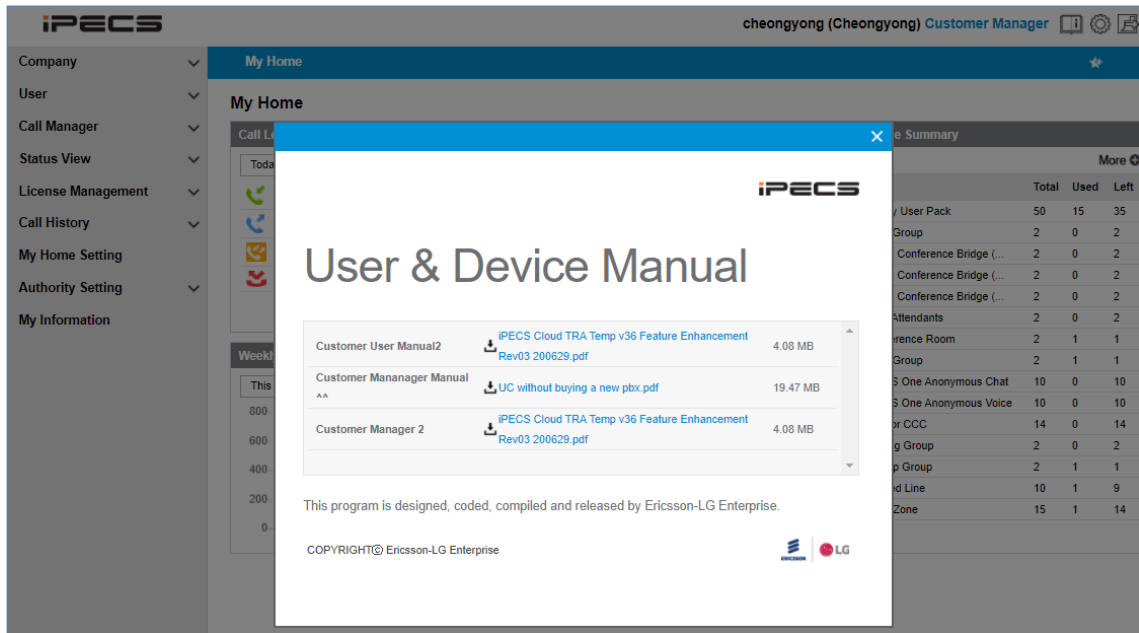 iPECS
cheongyong (Cheongyong) Customer Manager
Company
User
Call Manager
Status View
License Management
Call History
My Home Setting
Authority Setting
My Information
My Home
My Home
Call
Toda
Weekl
This
800
600
400
200
0
iPECS
User & Device Manual
Customer User Manual2
iPECS Cloud TRA Temp v36 Feature Enhancement
Rev03 200629.pdf
4.08 MB
Customer Mananager Manual
^^
UC without buying a new pbx.pdf
19.47 MB
Customer Manager 2
iPECS Cloud TRA Temp v36 Feature Enhancement
Rev03 200629.pdf
4.08 MB
This program is designed, coded, compiled and released by Ericsson-LG Enterprise.
COPYRIGHTⓒ Ericsson-LG Enterprise
ERICSSON
LG
e Summary
More
Total Used Left
y User Pack 50 15 35
Group 2 0 2
Conference Bridge (... 2 0 2
Conference Bridge (... 2 0 2
Conference Bridge (... 2 0 2
Attendants 2 0 2
rence Room 2 1 1
Group 2 1 1
S One Anonymous Chat 10 0 10
S One Anonymous Voice 10 0 10
or CCC 14 0 14
g Group 2 0 2
p Group 2 1 1
ed Line 10 1 9
Zone 15 1 14